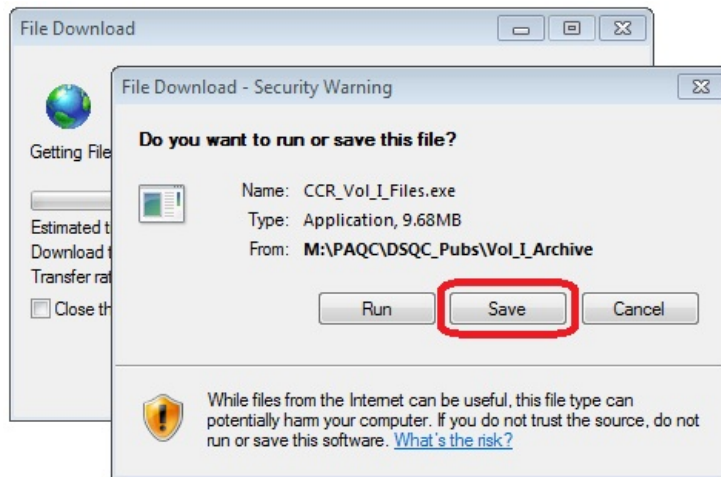 File Download
File Download - Security Warning
Do you want to run or save this file?
Getting File
Name: CCR_Vol_I_Files.exe
Type: Application, 9.68MB
From: M:\PAQC\DSQC_Pubs\Vol_I_Archive
Estimated t
Download t
Transfer rat
Close th
Run Save Cancel
While files from the Internet can be useful, this file type can
potentially harm your computer. If you do not trust the source, do not
run or save this software. What's the risk?